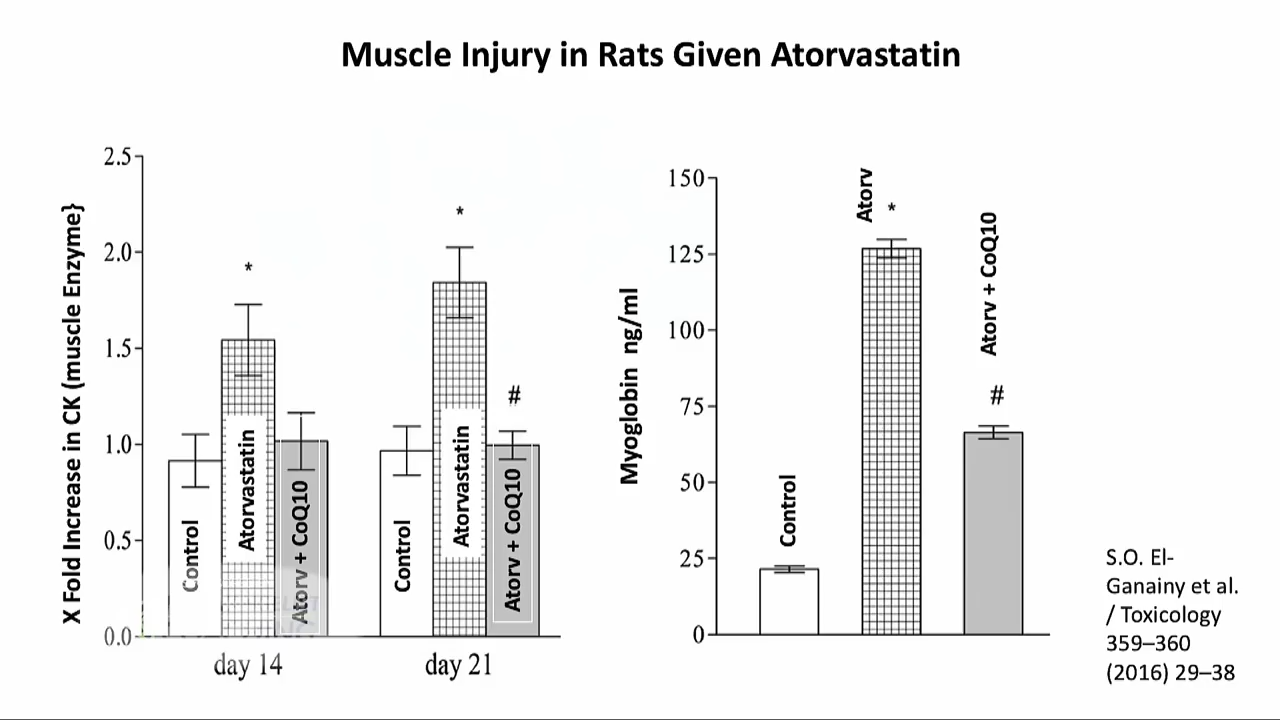 Muscle Injury in Rats Given Atorvastatin
X Fold Increase in CK (muscle Enzyme}
2.5
2.0
1.5
1.0
0.5
0.0
*
*
#
Control
Atorvastatin
Atorv + CoQ10
Control
Atorvastatin
Atorv + CoQ10
day 14
day 21
Myoglobin ng/ml
150
125
100
75
50
25
0
Control
Atorv
*
Atorv + CoQ10
#
S.O. El-
Ganainy et al.
/ Toxicology
359–360
(2016) 29–38